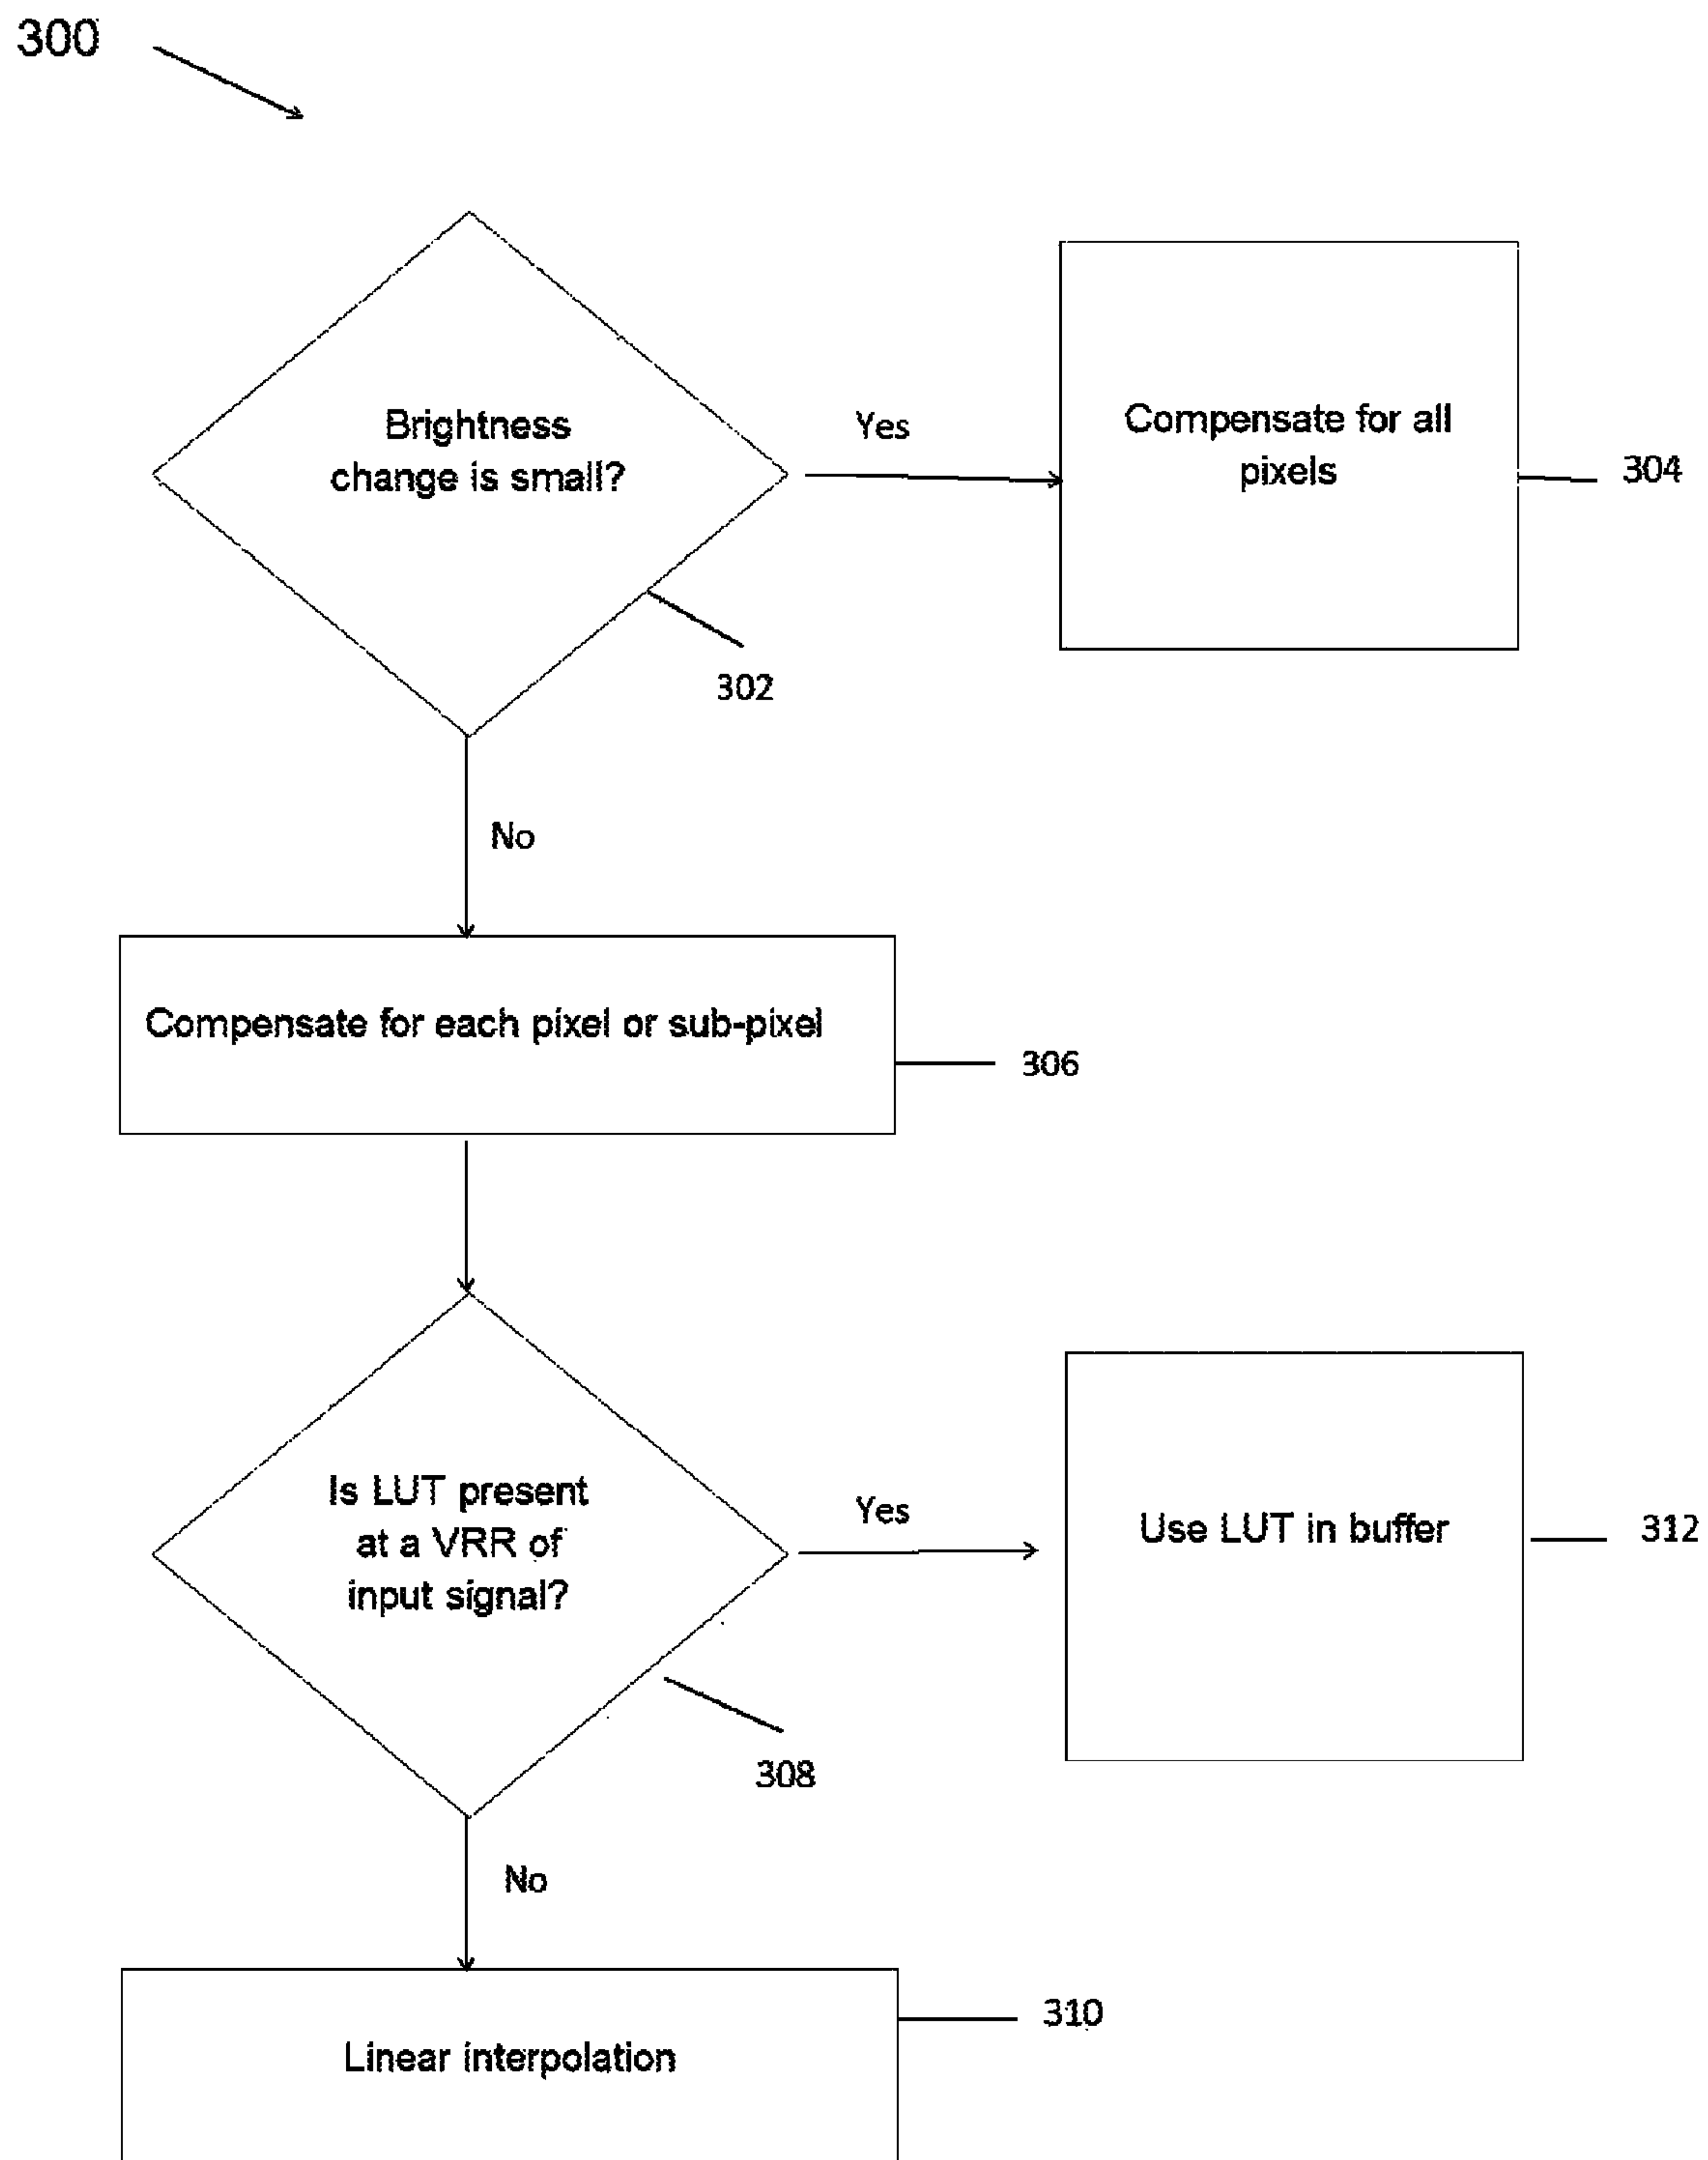 300
Brightness
change is small?
Yes
Compensate for all
pixels
304
302
No
Compensate for each pixel or sub-pixel
306
Is LUT present
at a VRR of
input signal?
Yes
Use LUT in buffer
312
308
No
310
Linear interpolation